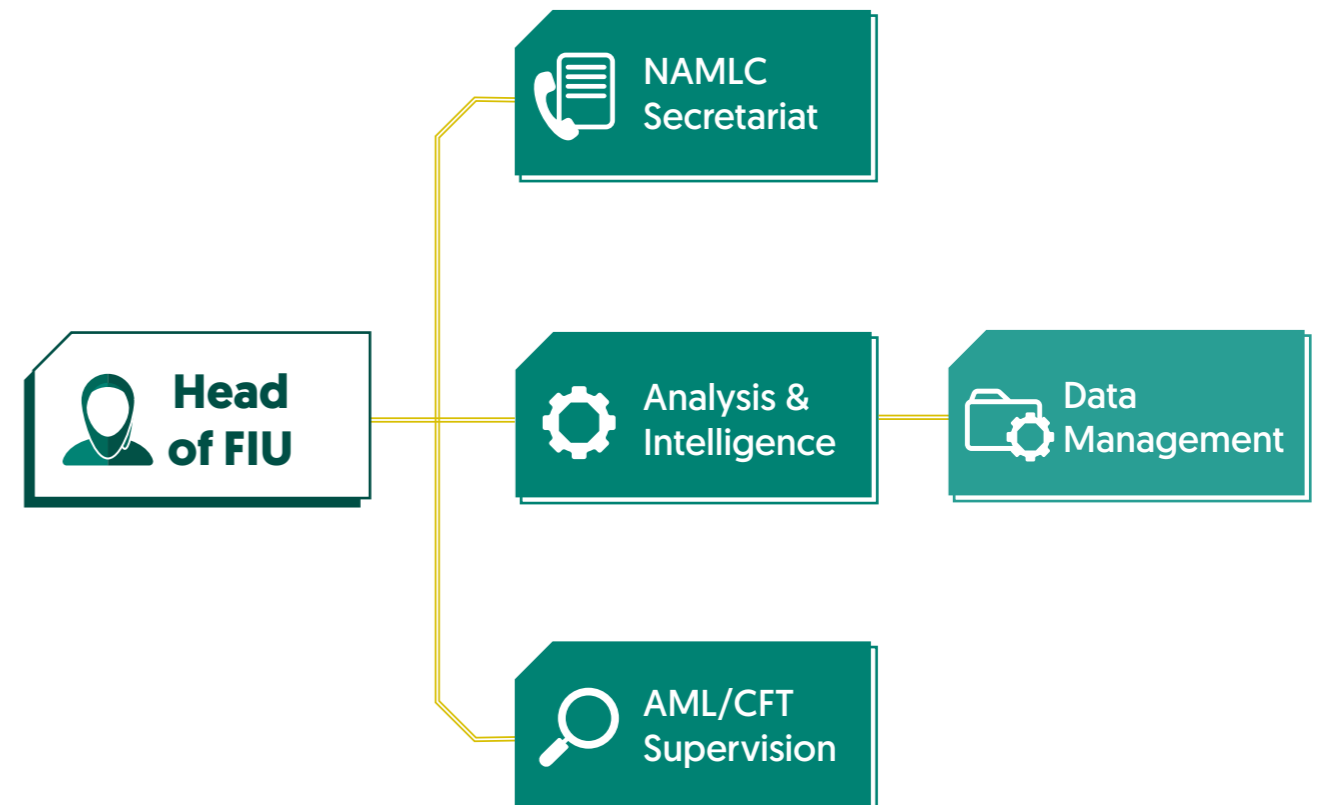 NAMLC
Secretariat
Head
of FIU
Analysis &
Intelligence
Data
Management
AML/CFT
Supervision